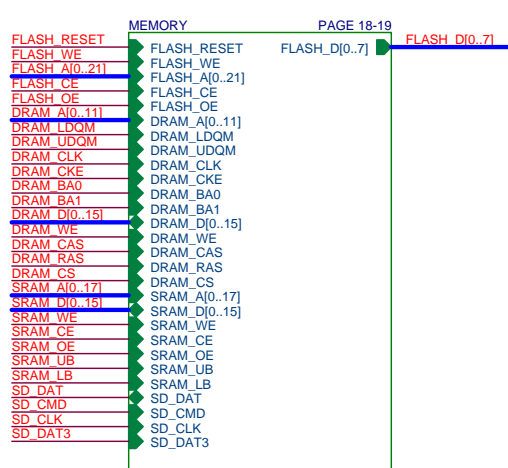 MEMORY PAGE 18-19
FLASH_RESET FLASH_RESET FLASH_D[0..7] FLASH_D[0..7]
FLASH_WE FLASH_WE
FLASH_A[0..21] FLASH_A[0..21]
FLASH_CE FLASH_CE
FLASH_OE FLASH_OE
DRAM_A[0..11] DRAM_A[0..11]
DRAM_LDQM DRAM_LDQM
DRAM_UDQM DRAM_UDQM
DRAM_CLK DRAM_CLK
DRAM_CKE DRAM_CKE
DRAM_BA0 DRAM_BA0
DRAM_BA1 DRAM_BA1
DRAM_D[0..15] DRAM_D[0..15]
DRAM_WE DRAM_WE
DRAM_CAS DRAM_CAS
DRAM_RAS DRAM_RAS
DRAM_CS DRAM_CS
SRAM_A[0..17] SRAM_A[0..17]
SRAM_D[0..15] SRAM_D[0..15]
SRAM_WE SRAM_WE
SRAM_CE SRAM_CE
SRAM_OE SRAM_OE
SRAM_UB SRAM_UB
SRAM_LB SRAM_LB
SD_DAT SD_DAT
SD_CMD SD_CMD
SD_CLK SD_CLK
SD_DAT3 SD_DAT3